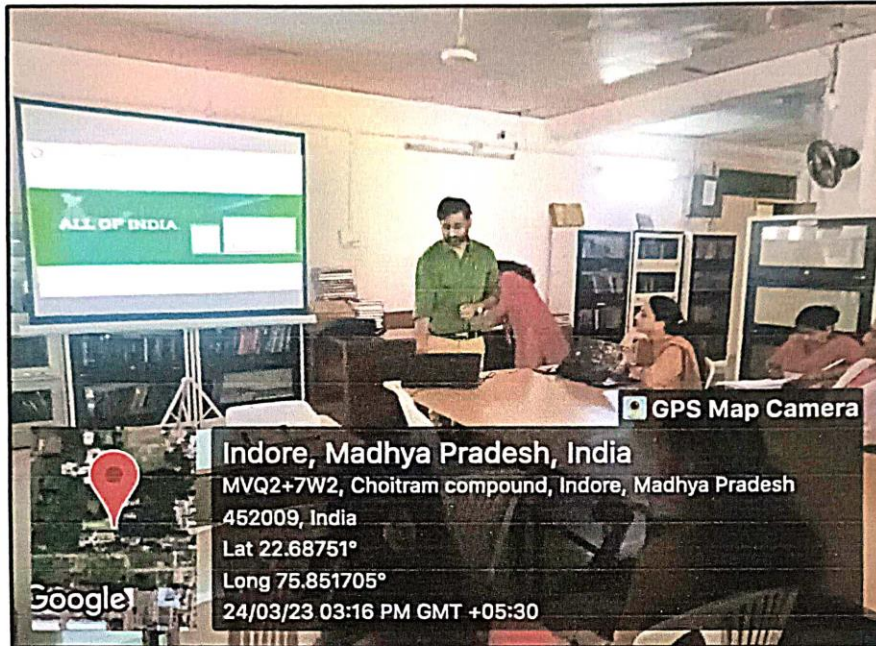 ALL OF INDIA
GPS Map Camera
Indore, Madhya Pradesh, India
MVQ2+7W2, Choitram compound, Indore, Madhya Pradesh
452009, India
Lat 22.68751°
Long 75.851705°
24/03/23 03:16 PM GMT +05:30
Google